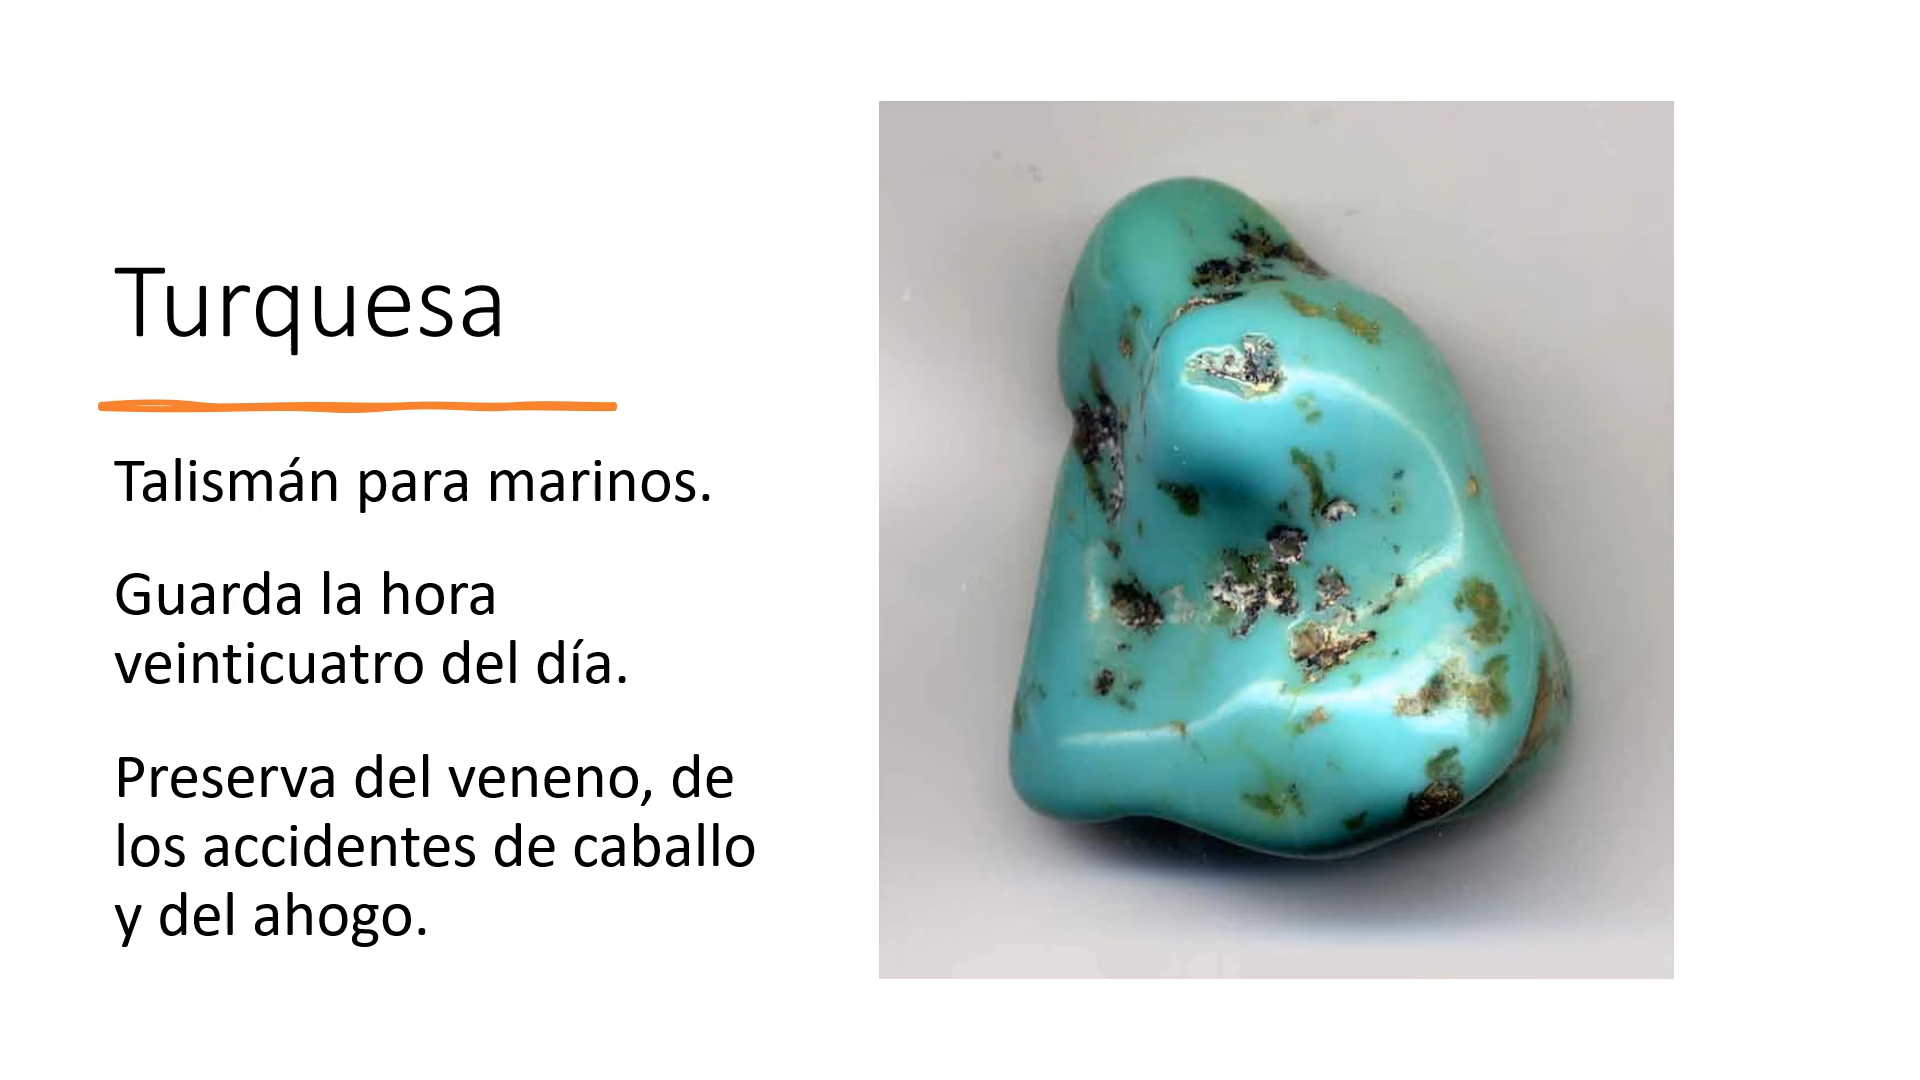 Turquesa
Talismán para marinos.
Guarda la hora
veinticuatro del día.
Preserva del veneno, de
los accidentes de caballo
y del ahogo.